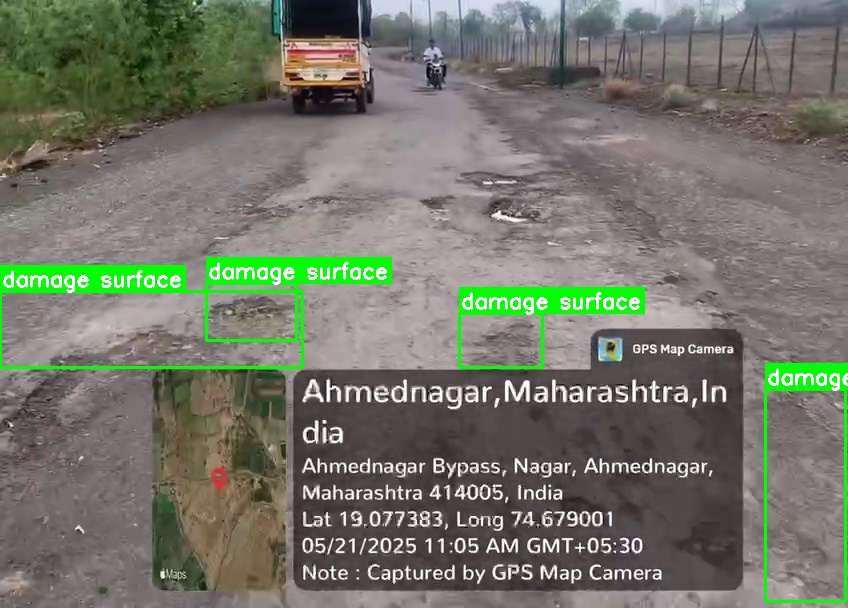 damage surface
damage surface
damage surface
damage
GPS Map Camera
Ahmednagar,Maharashtra,In
dia
Ahmednagar Bypass, Nagar, Ahmednagar,
Maharashtra 414005, India
Lat 19.077383, Long 74.679001
05/21/2025 11:05 AM GMT+05:30
Note : Captured by GPS Map Camera
Maps